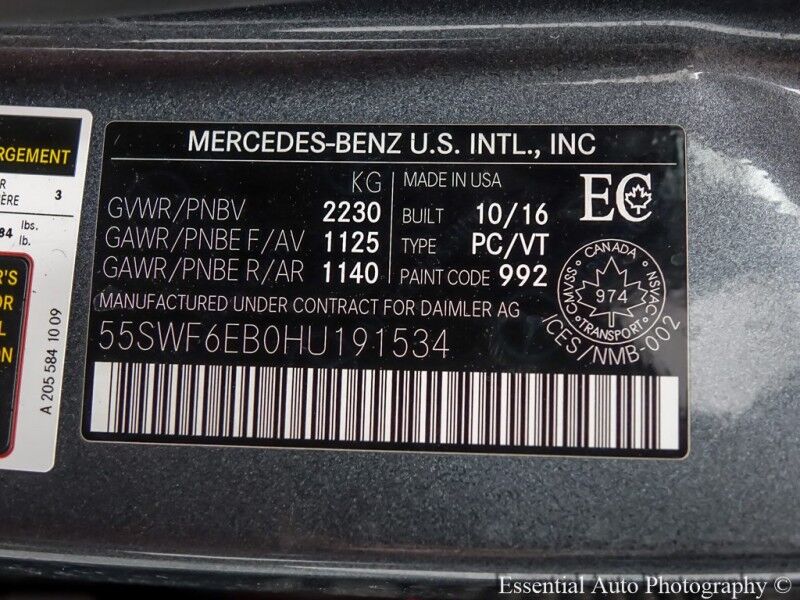 MERCEDES-BENZ U.S. INTL., INC
KG
GVWR/PNBV 2230
GAWR/PNBE F/AV 1125
GAWR/PNBE R/AR 1140
MADE IN USA
BUILT 10/16
TYPE PC/VT
PAINT CODE 992
EC
CANADA
CMVSS NSVAC
974
TRANSPORT
ICES/NMB-002
MANUFACTURED UNDER CONTRACT FOR DAIMLER AG
55SWF6EB0HU191534
RGEMENT
R
ÈRE 3
84 lbs.
lb.
R'S
OR
L
ON
A 205 584 10 09
Essential Auto Photography ©